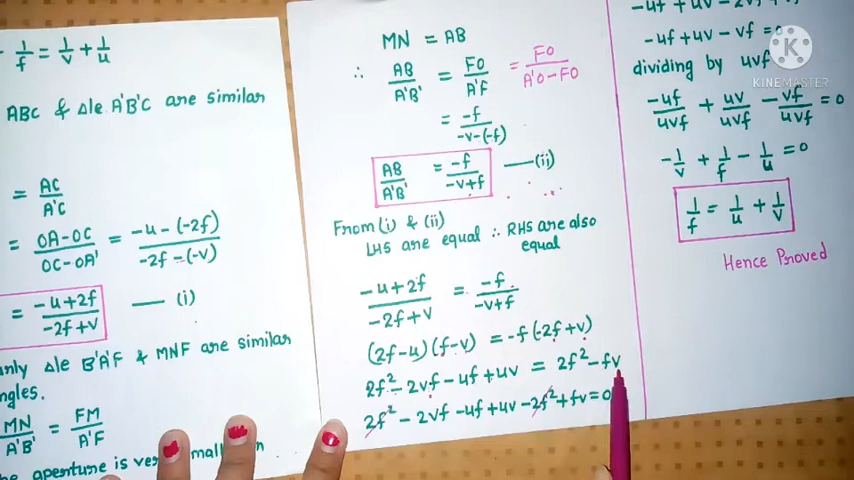 1/f = 1/v + 1/u
ABC & Δle A'B'C are similar
= AC/A'C
= OA-OC/OC-OA' = -u-(-2f)/-2f-(-v)
= -u+2f/-2f+v —— (i)
Δle B'A'F & MNF are similar
MN/A'B' = FM/A'F
aperture is
MN = AB
∴ AB/A'B' = FO/A'F = FO/A'O-FO
= -f/-v-(-f)
AB/A'B' = -f/-v+f ——(ii)
From (i) & (ii)
LHS are equal ∴ RHS are also
equal
-u+2f/-2f+v = -f/-v+f
(2f-u)(f-v) = -f(-2f+v)
2f²-2vf-uf+uv = 2f²-fv
2f²-2vf-uf+uv-2f²+fv=0
-uf+uv-vf=0
dividing by uvf
-uf/uvf + uv/uvf - vf/uvf = 0
-1/v + 1/f - 1/u = 0
1/f = 1/u + 1/v
Hence Proved
K
KINEMASTER